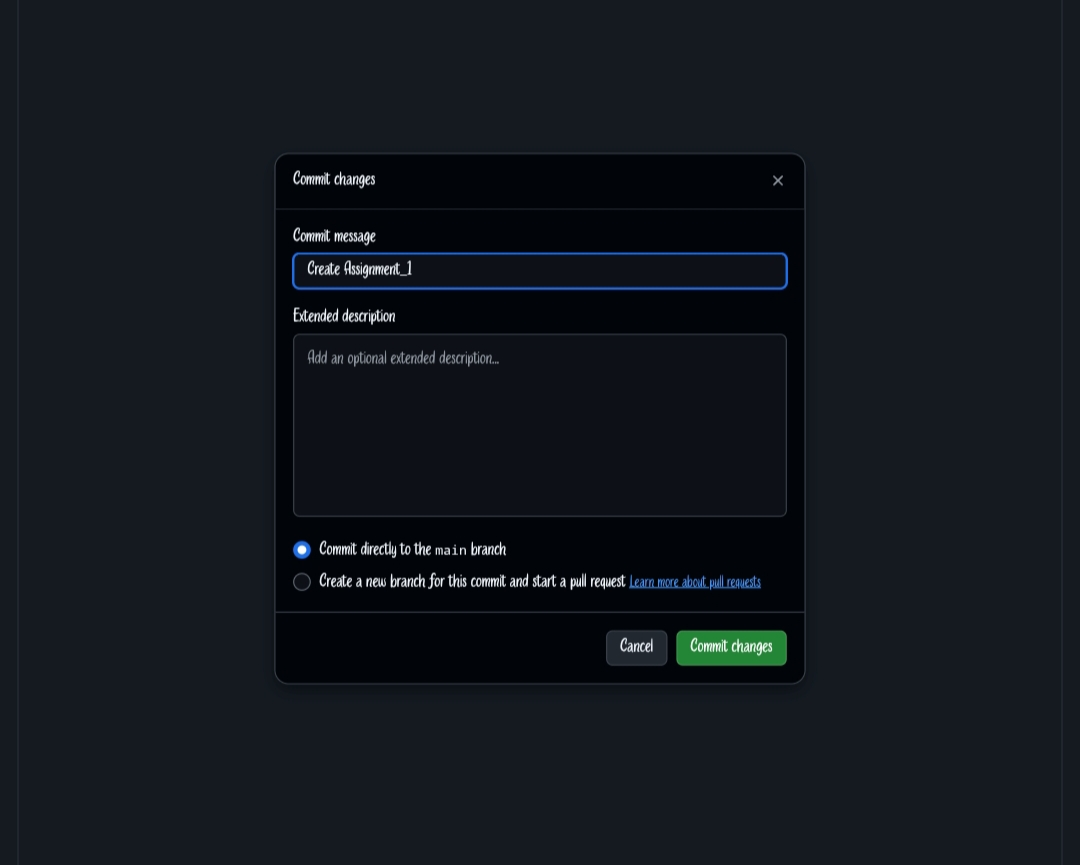 Commit changes
Commit message
Create Assignment_1
Extended description
Add an optional extended description...
Commit directly to the main branch
Create a new branch for this commit and start a pull request Learn more about pull requests
Cancel Commit changes